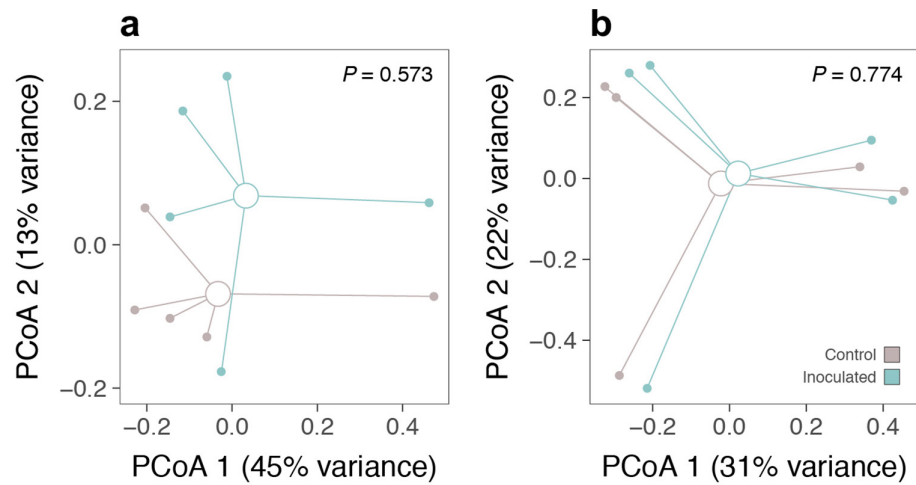 a
P = 0.573
PCoA 2 (13% variance)
0.2
0.0
−0.2
−0.2 0.0 0.2 0.4
PCoA 1 (45% variance)
b
P = 0.774
PCoA 2 (22% variance)
0.2
0.0
−0.2
−0.4
Control
Inoculated
−0.2 0.0 0.2 0.4
PCoA 1 (31% variance)